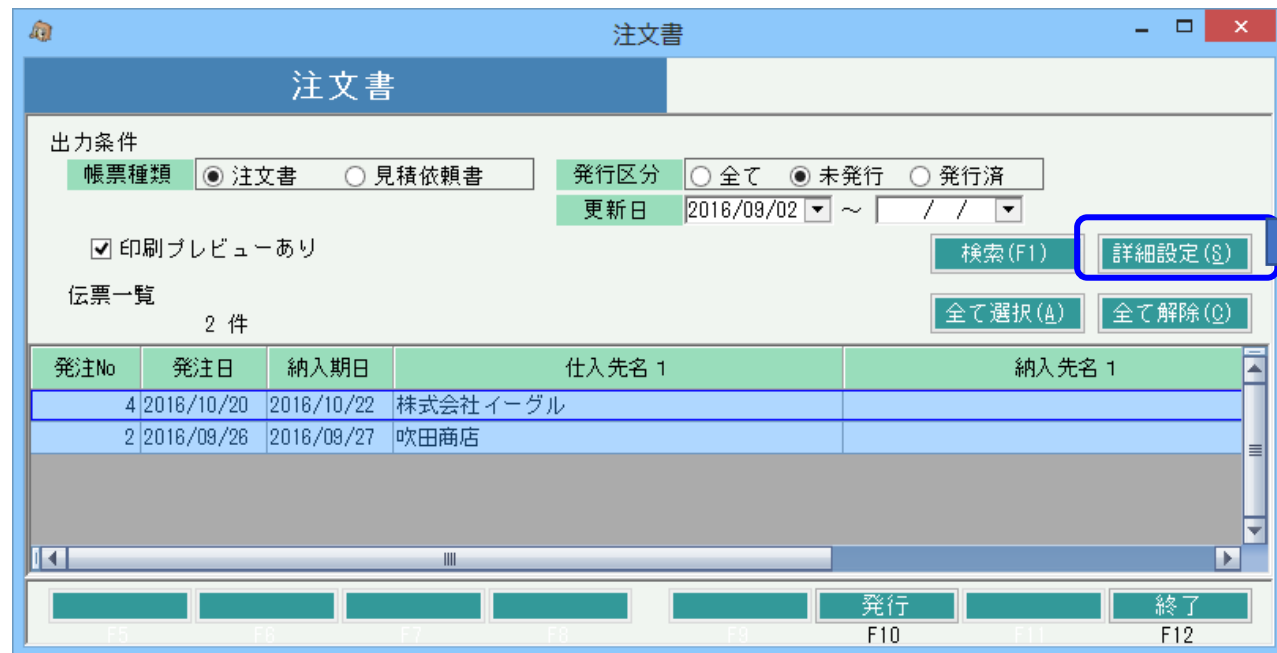 注文書
注文書
出力条件
帳票種類 注文書 見積依頼書 発行区分 全て 未発行 発行済
更新日 2016/09/02 ～ / /
印刷プレビューあり 検索(F1) 詳細設定(S)
伝票一覧
2 件 全て選択(A) 全て解除(C)
発注No 発注日 納入期日 仕入先名 1 納入先名 1
4 2016/10/20 2016/10/22 株式会社イーグル
2 2016/09/26 2016/09/27 吹田商店
発行 終了
F5 F6 F7 F8 F9 F10 F11 F12